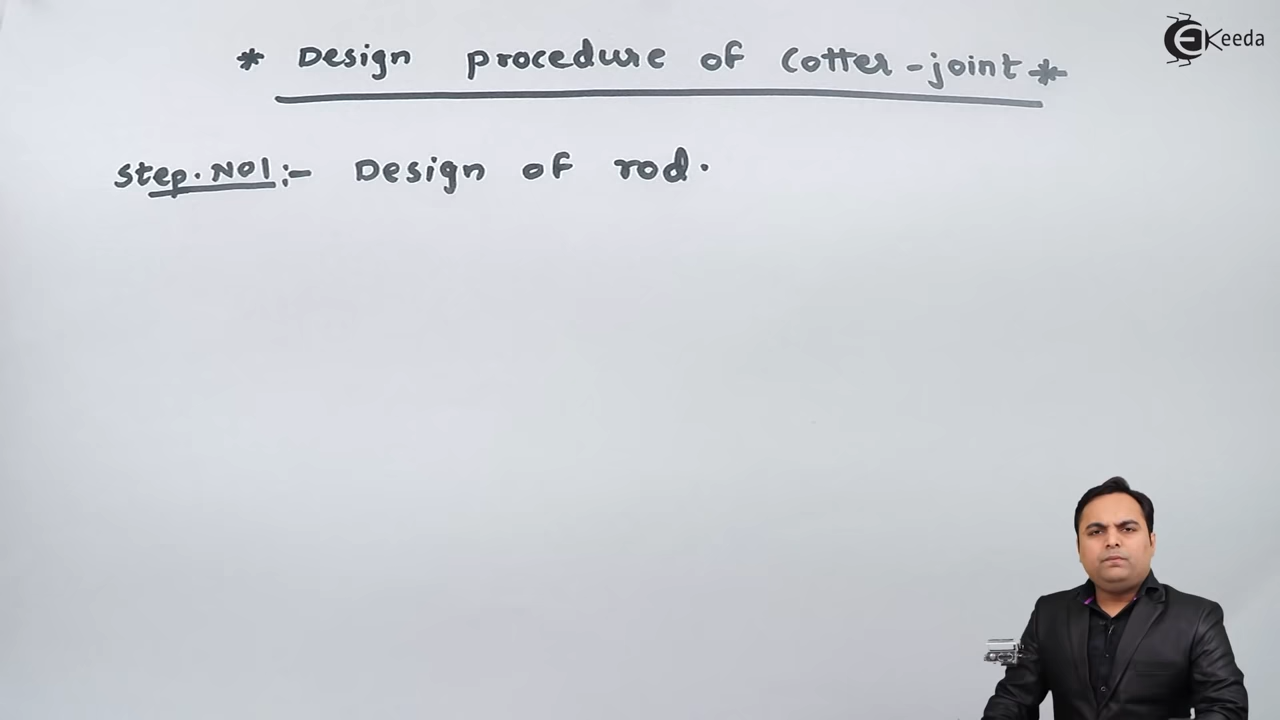 * Design procedure of Cotter-joint *
EKeeda
Step. No1:- Design of rod.